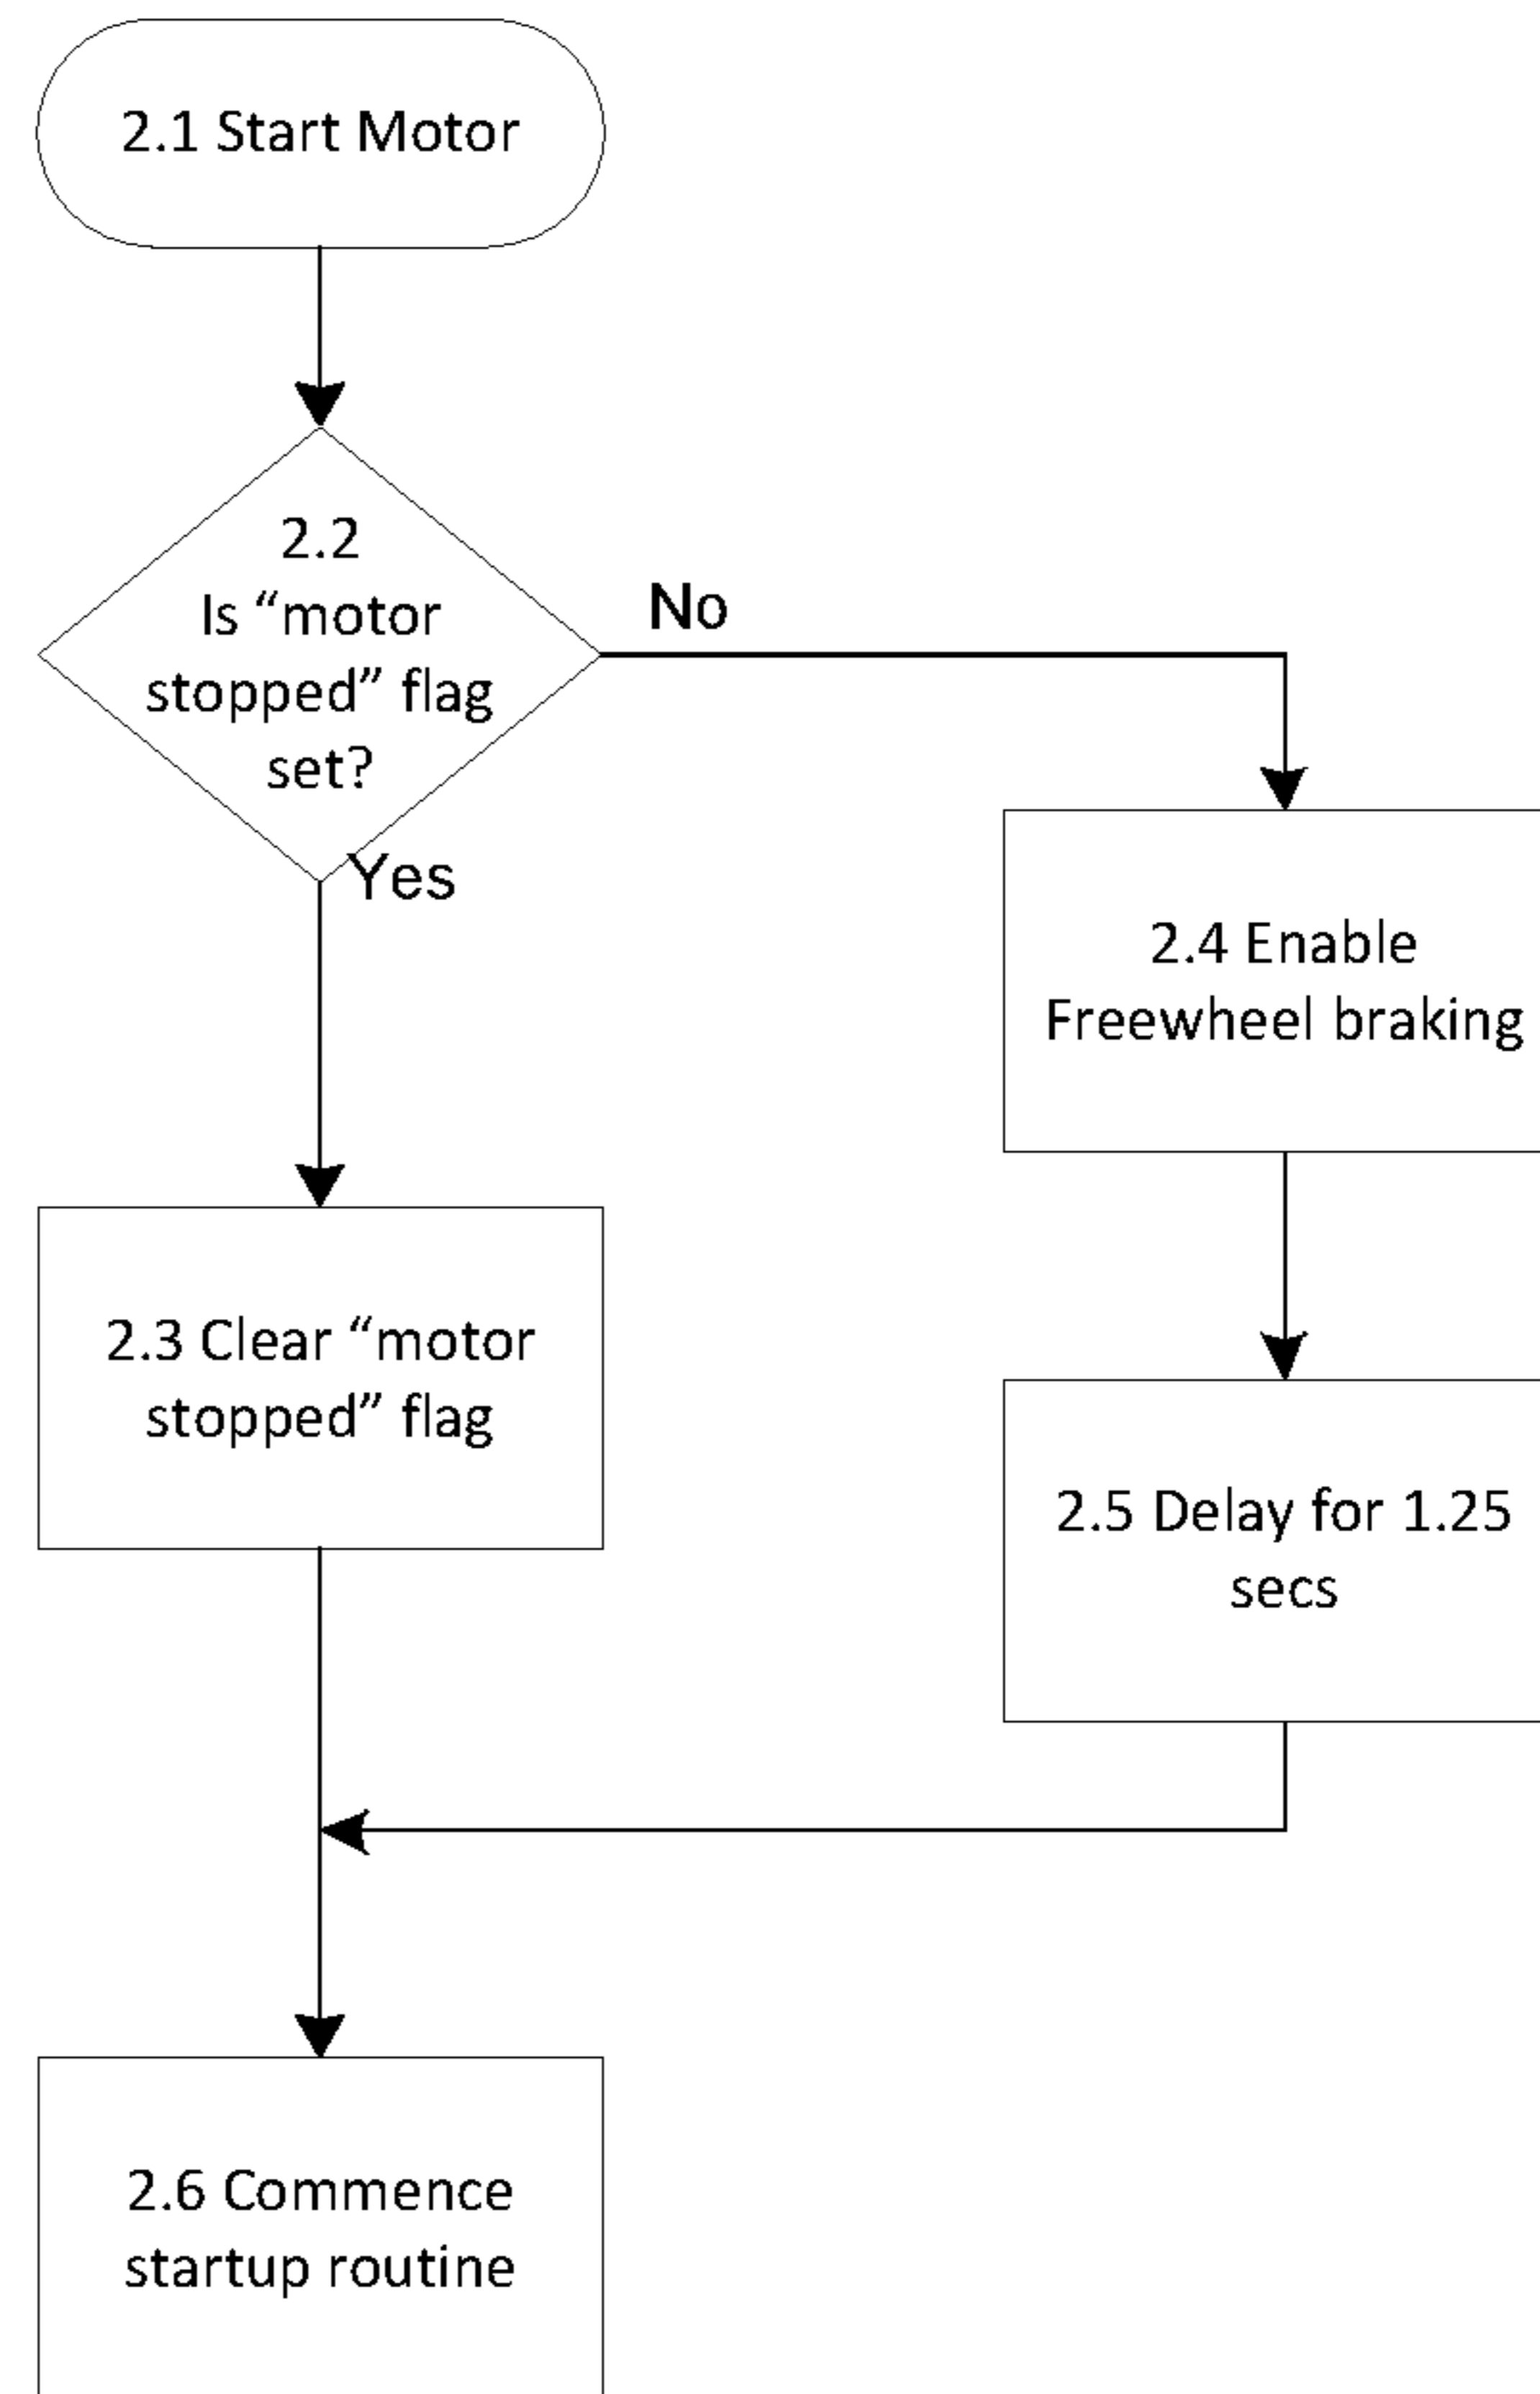 2.1 Start Motor
2.2
Is “motor
stopped” flag
set?
No
Yes
2.4 Enable
Freewheel braking
2.3 Clear “motor
stopped” flag
2.5 Delay for 1.25
secs
2.6 Commence
startup routine